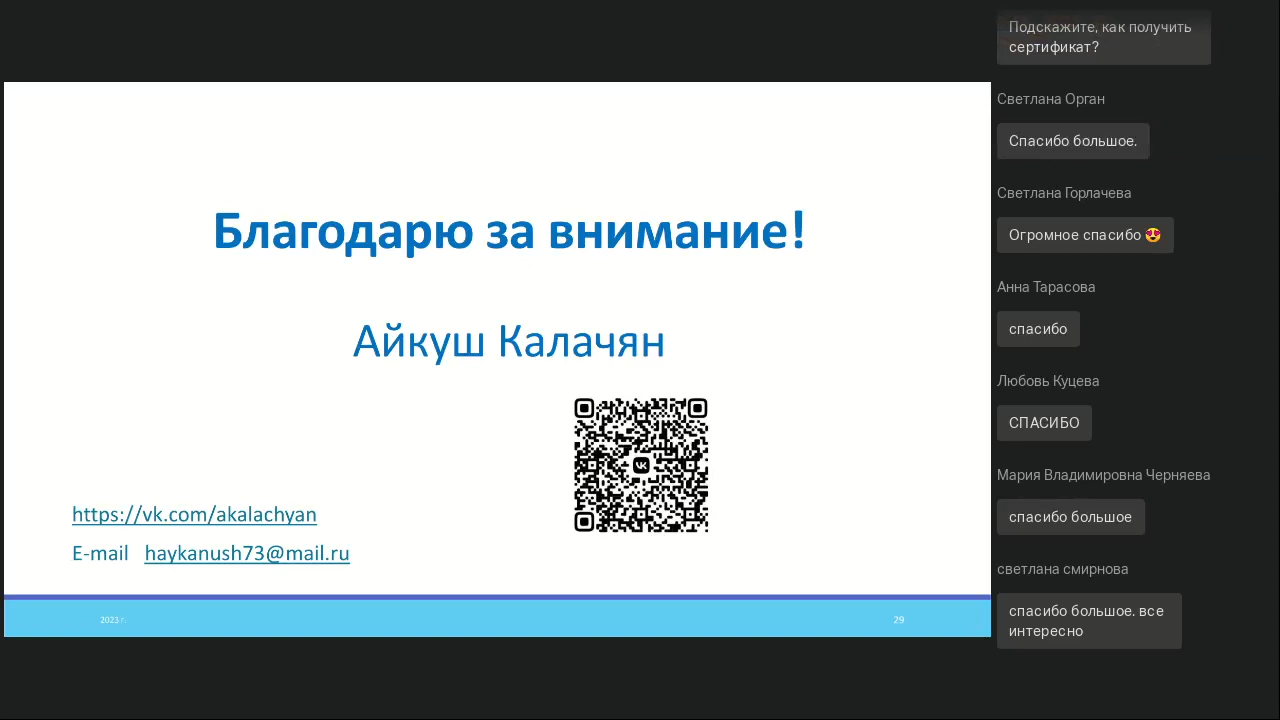 Благодарю за внимание!
Айкуш Калачян
https://vk.com/akalachyan
E-mail haykanush73@mail.ru
2023 г.
29
Подскажите, как получить
сертификат?
Светлана Орган
Спасибо большое.
Светлана Горлачева
Огромное спасибо 😍
Анна Тарасова
спасибо
Любовь Куцева
СПАСИБО
Мария Владимировна Черняева
спасибо большое
светлана смирнова
спасибо большое. все
интересно